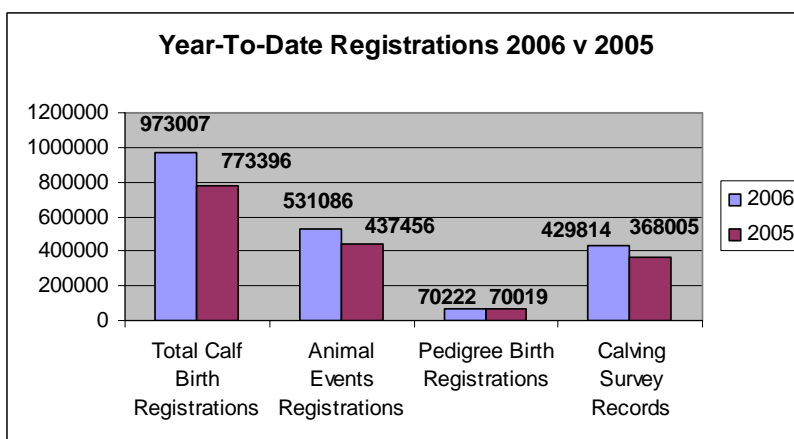 Year-To-Date Registrations 2006 v 2005
1200000
1000000
800000
600000
400000
200000
0
973007
773396
531086
437456
70222
70019
429814
368005
Total Calf
Birth
Registrations
Animal
Events
Registrations
Pedigree Birth
Registrations
Calving
Survey
Records
2006
2005